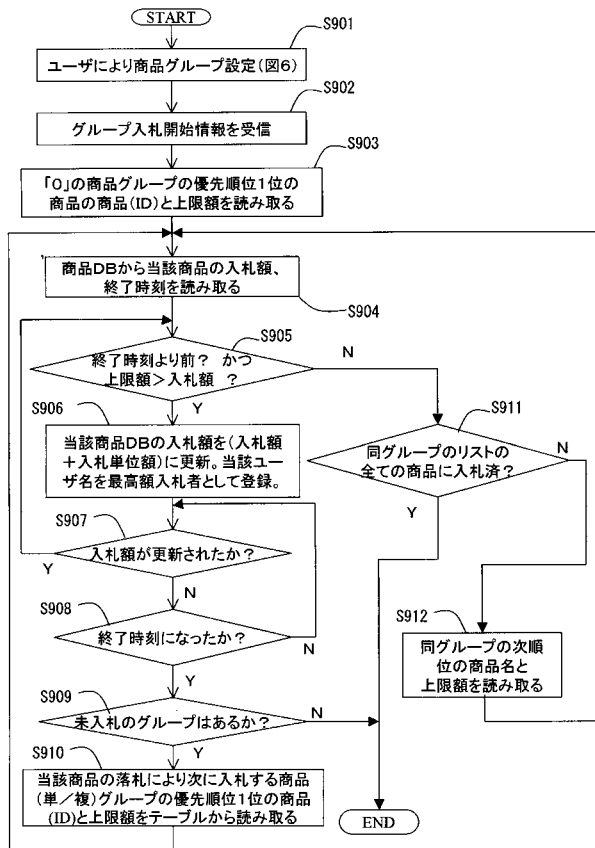 START
S901
ユーザにより商品グループ設定(図6)
S902
グループ入札開始情報を受信
S903
「0」の商品グループの優先順位1位の
商品の商品(ID)と上限額を読み取る
商品DBから当該商品の入札額、
終了時刻を読み取る
S904
S905
終了時刻より前? かつ
上限額>入札額 ?
N
Y
S906
当該商品DBの入札額を(入札額
+入札単位額)に更新。当該ユー
ザ名を最高額入札者として登録。
S911
同グループのリストの
全ての商品に入札済?
N
Y
S907
入札額が更新されたか?
Y
N
S908
終了時刻になったか?
N
Y
S912
同グループの次順
位の商品名と
上限額を読み取る
S909
未入札のグループはあるか?
N
Y
S910
当該商品の落札により次に入札する商品
(単/複)グループの優先順位1位の商品
(ID)と上限額をテーブルから読み取る
END